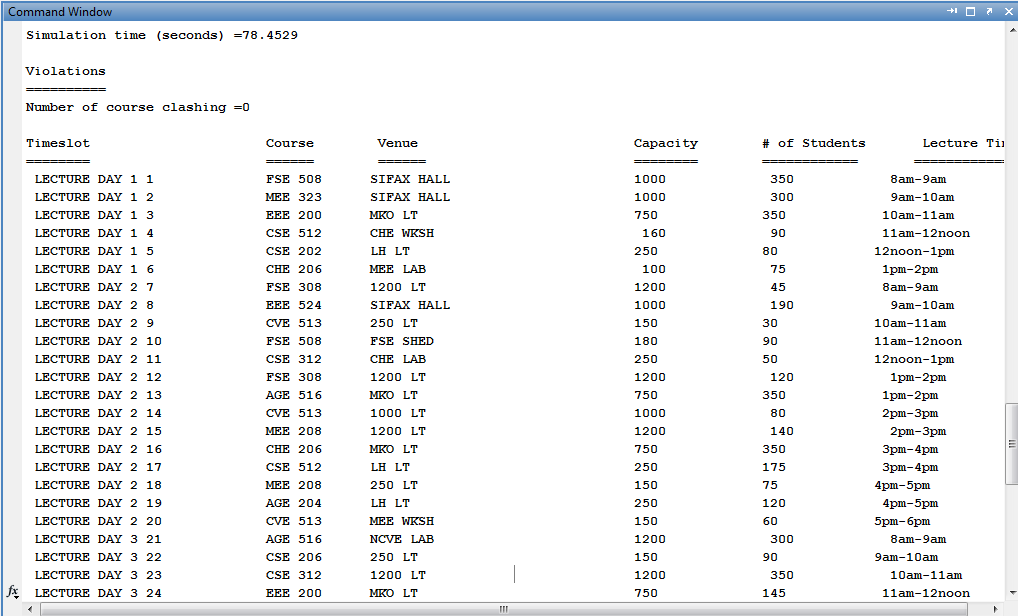 Command Window
Simulation time (seconds) =78.4529
Violations
==========
Number of course clashing =0
Timeslot Course Venue Capacity # of Students Lecture Ti
======== ====== ====== ======== ============ ===========
LECTURE DAY 1 1 FSE 508 SIFAX HALL 1000 350 8am-9am
LECTURE DAY 1 2 MEE 323 SIFAX HALL 1000 300 9am-10am
LECTURE DAY 1 3 EEE 200 MKO LT 750 350 10am-11am
LECTURE DAY 1 4 CSE 512 CHE WKSH 160 90 11am-12noon
LECTURE DAY 1 5 CSE 202 LH LT 250 80 12noon-1pm
LECTURE DAY 1 6 CHE 206 MEE LAB 100 75 1pm-2pm
LECTURE DAY 2 7 FSE 308 1200 LT 1200 45 8am-9am
LECTURE DAY 2 8 EEE 524 SIFAX HALL 1000 190 9am-10am
LECTURE DAY 2 9 CVE 513 250 LT 150 30 10am-11am
LECTURE DAY 2 10 FSE 508 FSE SHED 180 90 11am-12noon
LECTURE DAY 2 11 CSE 312 CHE LAB 250 50 12noon-1pm
LECTURE DAY 2 12 FSE 308 1200 LT 1200 120 1pm-2pm
LECTURE DAY 2 13 AGE 516 MKO LT 750 350 1pm-2pm
LECTURE DAY 2 14 CVE 513 1000 LT 1000 80 2pm-3pm
LECTURE DAY 2 15 MEE 208 1200 LT 1200 140 2pm-3pm
LECTURE DAY 2 16 CHE 206 MKO LT 750 350 3pm-4pm
LECTURE DAY 2 17 CSE 512 LH LT 250 175 3pm-4pm
LECTURE DAY 2 18 MEE 208 250 LT 150 75 4pm-5pm
LECTURE DAY 2 19 AGE 204 LH LT 250 120 4pm-5pm
LECTURE DAY 2 20 CVE 513 MEE WKSH 150 60 5pm-6pm
LECTURE DAY 3 21 AGE 516 NCVE LAB 1200 300 8am-9am
LECTURE DAY 3 22 CSE 206 250 LT 150 90 9am-10am
LECTURE DAY 3 23 CSE 312 1200 LT 1200 350 10am-11am
LECTURE DAY 3 24 EEE 200 MKO LT 750 145 11am-12noon
fx